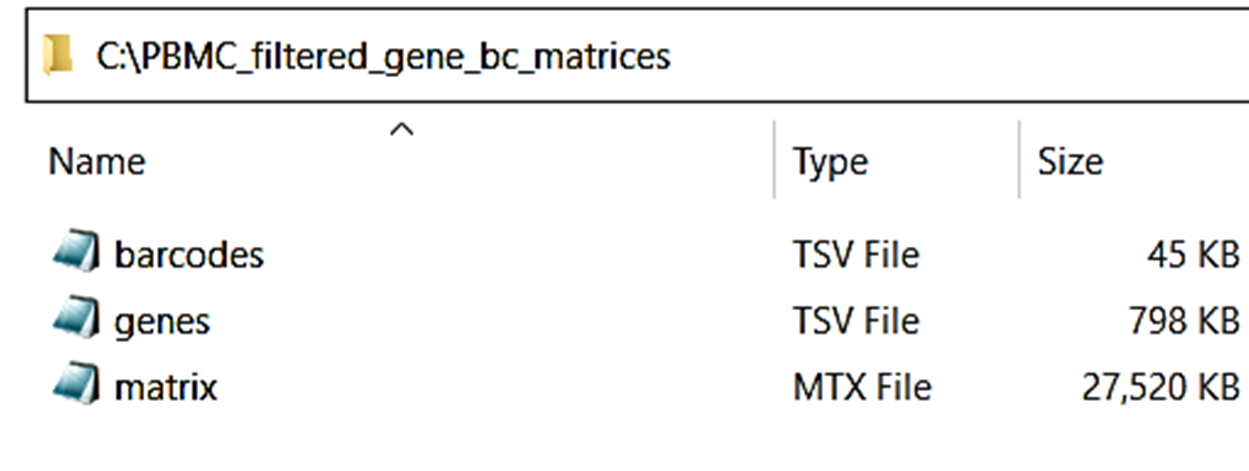 C:\PBMC_filtered_gene_bc_matrices
Name Type Size
barcodes TSV File 45 KB
genes TSV File 798 KB
matrix MTX File 27,520 KB